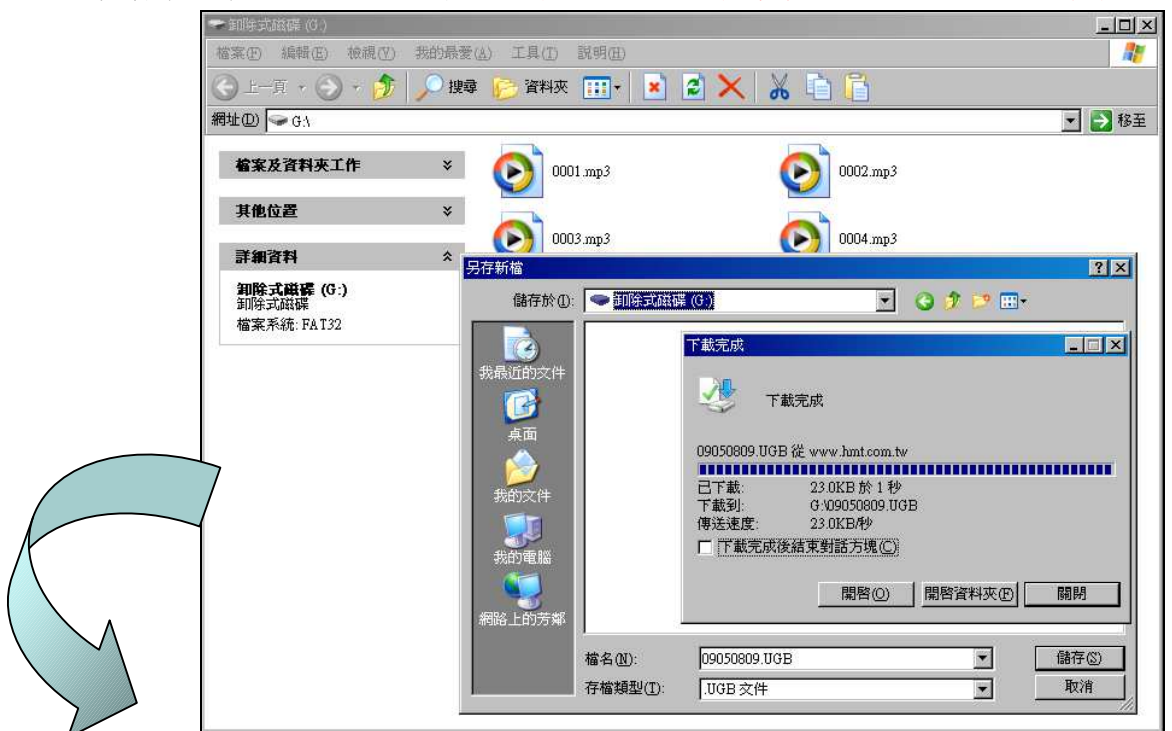 卸除式磁碟 (G:)
檔案(F) 編輯(E) 檢視(V) 我的最愛(A) 工具(T) 說明(H)
上一頁 搜尋 資料夾
網址(D) G:\ 移至
檔案及資料夾工作
其他位置
詳細資料
卸除式磁碟 (G:)
卸除式磁碟
檔案系統: FAT32
0001.mp3 0002.mp3
0003.mp3 0004.mp3
另存新檔
儲存於(I): 卸除式磁碟 (G:)
我最近的文件
桌面
我的文件
我的電腦
網路上的芳鄰
下載完成
下載完成
09050809.UGB 從 www.hmt.com.tw
已下載: 23.0KB 於 1 秒
下載到: G:\09050809.UGB
傳送速度: 23.0KB/秒
下載完成後結束對話方塊(C)
開啓(O) 開啓資料夾(F) 關閉
檔名(N): 09050809.UGB 儲存(S)
存檔類型(T): .UGB 文件 取消